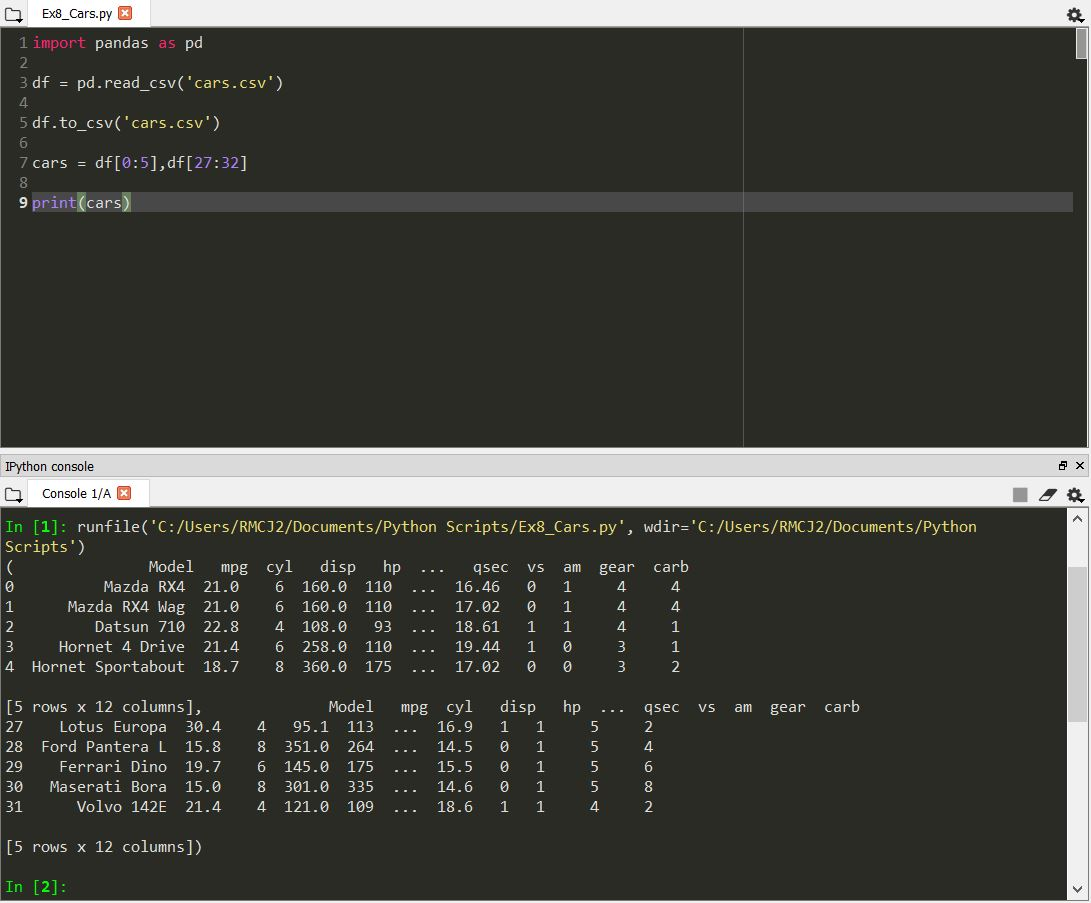 Ex8_Cars.py
1 import pandas as pd
2
3 df = pd.read_csv('cars.csv')
4
5 df.to_csv('cars.csv')
6
7 cars = df[0:5],df[27:32]
8
9 print(cars)
IPython console
Console 1/A
In [1]: runfile('C:/Users/RMCJ2/Documents/Python Scripts/Ex8_Cars.py', wdir='C:/Users/RMCJ2/Documents/Python
Scripts')
(               Model   mpg  cyl   disp   hp  ...   qsec  vs  am  gear  carb
0          Mazda RX4  21.0    6  160.0  110  ...  16.46   0   1     4     4
1      Mazda RX4 Wag  21.0    6  160.0  110  ...  17.02   0   1     4     4
2         Datsun 710  22.8    4  108.0   93  ...  18.61   1   1     4     1
3     Hornet 4 Drive  21.4    6  258.0  110  ...  19.44   1   0     3     1
4  Hornet Sportabout  18.7    8  360.0  175  ...  17.02   0   0     3     2
[5 rows x 12 columns],              Model   mpg  cyl   disp   hp  ...  qsec  vs  am  gear  carb
27    Lotus Europa  30.4    4   95.1  113  ...  16.9   1   1     5     2
28  Ford Pantera L  15.8    8  351.0  264  ...  14.5   0   1     5     4
29    Ferrari Dino  19.7    6  145.0  175  ...  15.5   0   1     5     6
30   Maserati Bora  15.0    8  301.0  335  ...  14.6   0   1     5     8
31      Volvo 142E  21.4    4  121.0  109  ...  18.6   1   1     4     2
[5 rows x 12 columns])
In [2]: